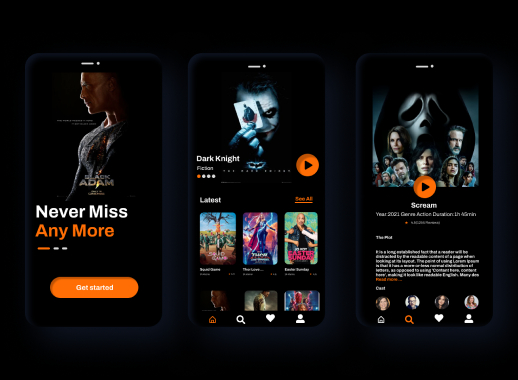 BLACK
ADAM
Never Miss
Any More
Get started
Dark Knight
Fiction
THE DARK KNIGHT
Latest
See All
Squid Game
Thor Love...
Easter Sunday
Scream
Year 2021 Genre Action Duration 1h 45min
The Plot
It is a long established fact that a reader will be
distracted by the readable content of a page when
looking at its layout. The point of using Lorem Ipsum
is that it has a more-or-less normal distribution of
letters, as opposed to using 'Content here, content
here', making it look like readable English. Many des
Read more...
Cast